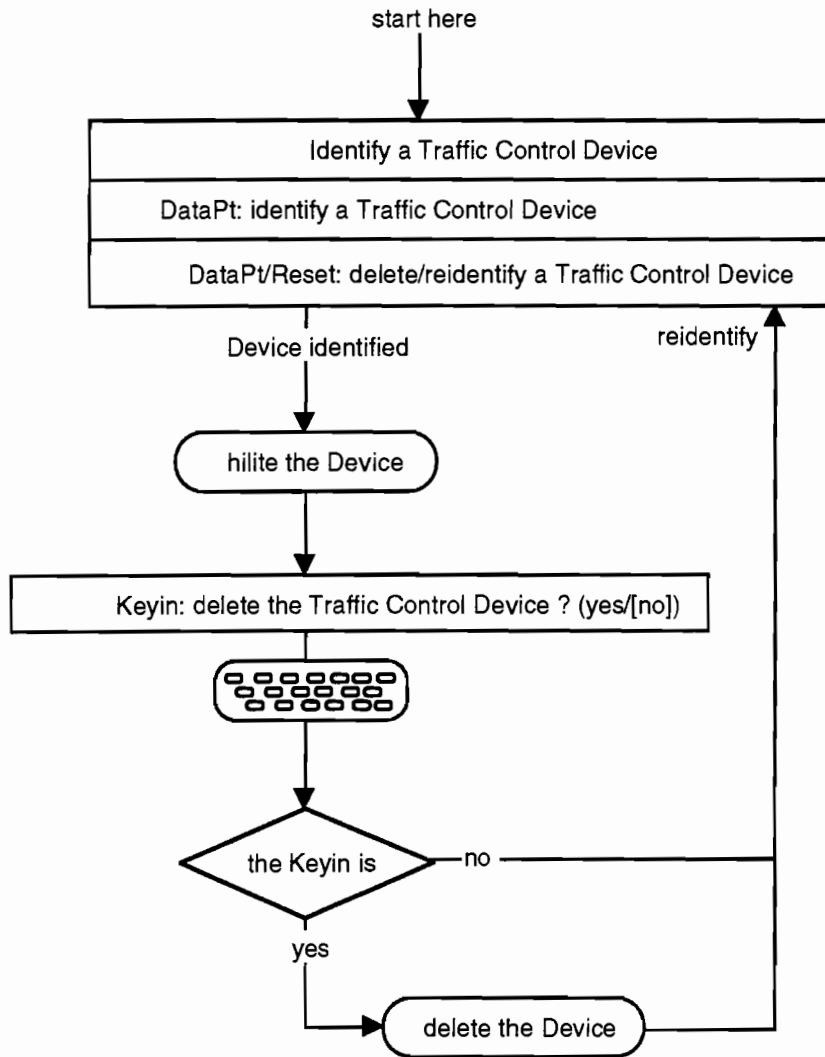 start here
Identify a Traffic Control Device
DataPt: identify a Traffic Control Device
DataPt/Reset: delete/reidentify a Traffic Control Device
Device identified
reidentify
hilite the Device
Keyin: delete the Traffic Control Device ? (yes/[no])
the Keyin is
no
yes
delete the Device